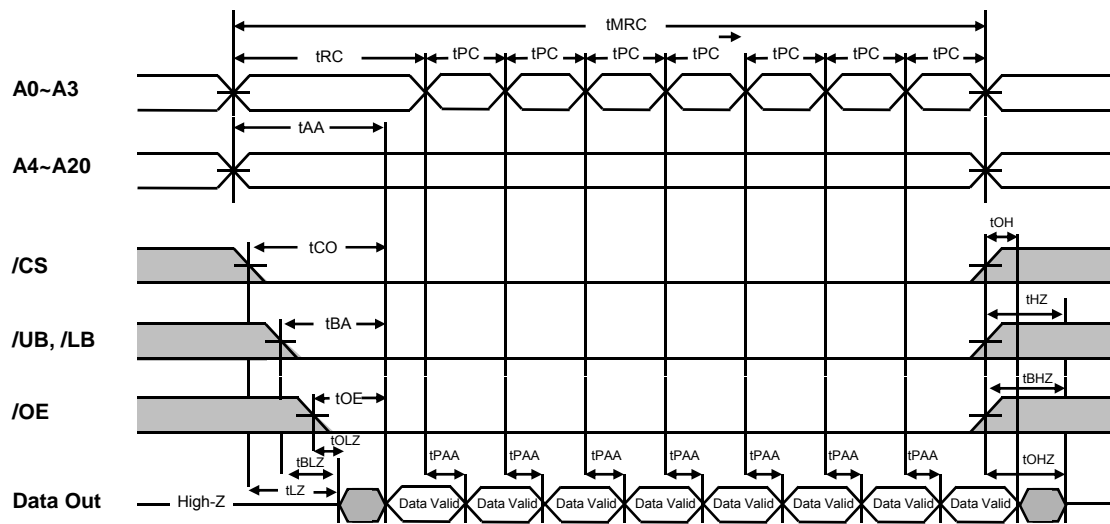 tMRC
tRC tPC tPC tPC tPC tPC tPC tPC
A0~A3
tAA
A4~A20
tOH
tCO
/CS
tHZ
tBA
/UB, /LB
tBHZ
tOE
/OE
tOLZ
tPAA tPAA tPAA tPAA tPAA tPAA tPAA
tBLZ
tOHZ
tLZ
Data Out High-Z Data Valid Data Valid Data Valid Data Valid Data Valid Data Valid Data Valid Data Valid